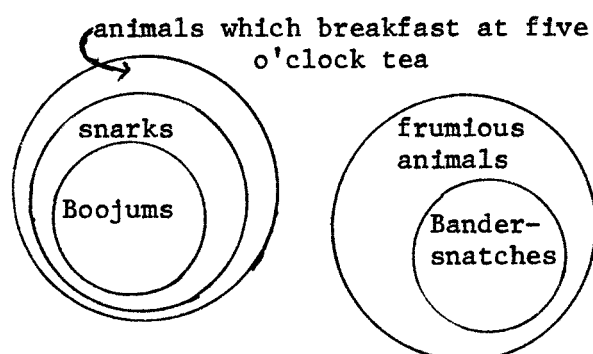 animals which breakfast at five
o'clock tea
snarks
Boojums
frumious
animals
Bander-
snatches